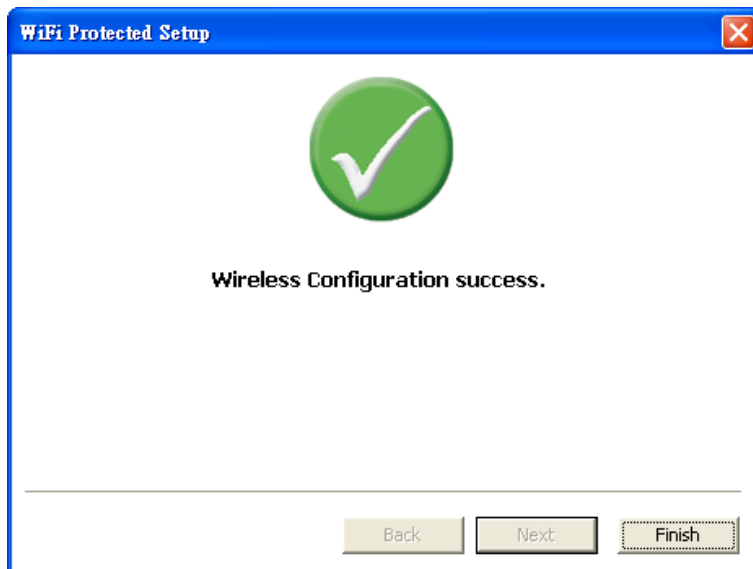 WiFi Protected Setup
Wireless Configuration success.
Back
Next
Finish